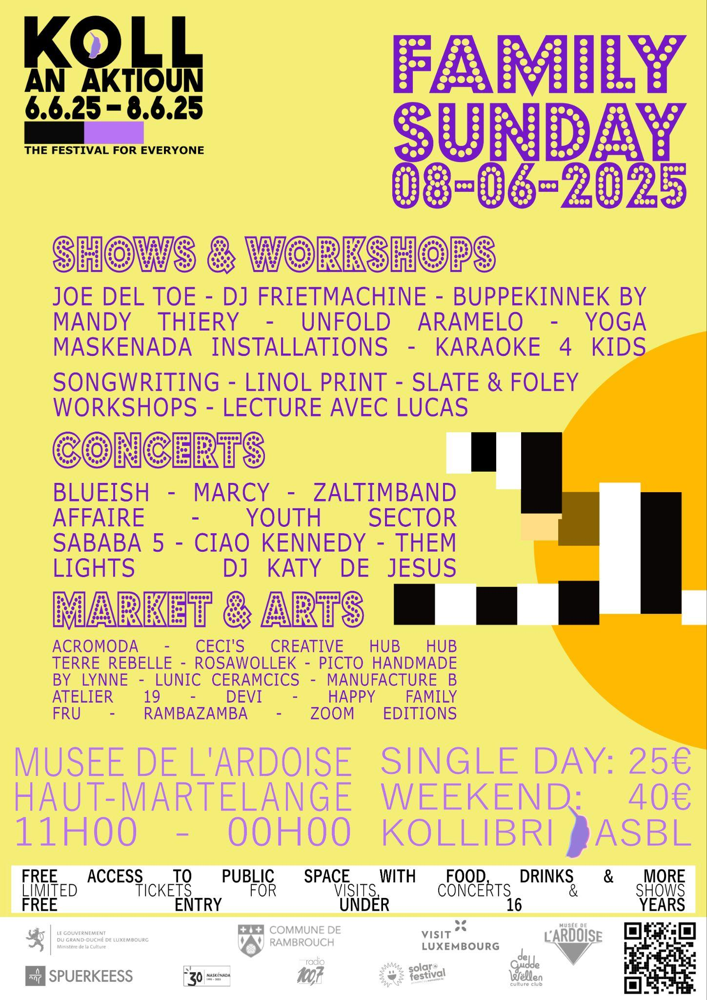 KOLL
AN AKTIOUN
6.6.25 – 8.6.25
THE FESTIVAL FOR EVERYONE
FAMILY
SUNDAY
08-06-2025
SHOWS & WORKSHOPS
JOE DEL TOE - DJ FRIETMACHINE - BUPPEKINNEK BY
MANDY THIERY - UNFOLD ARAMELO - YOGA
MASKENADA INSTALLATIONS - KARAOKE 4 KIDS
SONGWRITING - LINOL PRINT - SLATE & FOLEY
WORKSHOPS - LECTURE AVEC LUCAS
CONCERTS
BLUEISH - MARCY - ZALTIMBAND
AFFAIRE - YOUTH SECTOR
SABABA 5 - CIAO KENNEDY - THEM
LIGHTS DJ KATY DE JESUS
MARKET & ARTS
ACROMODA - CECI'S CREATIVE HUB HUB
TERRE REBELLE - ROSAWOLLEK - PICTO HANDMADE
BY LYNNE - LUNIC CERAMCICS - MANUFACTURE B
ATELIER 19 - DEVI - HAPPY FAMILY
FRU - RAMBAZAMBA - ZOOM EDITIONS
MUSEE DE L'ARDOISE
HAUT-MARTELANGE
11H00 - 00H00
SINGLE DAY: 25€
WEEKEND: 40€
KOLLIBRI ASBL
FREE ACCESS TO PUBLIC SPACE WITH FOOD, DRINKS & MORE
LIMITED TICKETS FOR VISITS, CONCERTS & SHOWS
FREE ENTRY UNDER 16 YEARS
LE GOUVERNEMENT
DU GRAND-DUCHÉ DE LUXEMBOURG
Ministère de la Culture
COMMUNE DE
RAMBROUCH
VISIT
LUXEMBOURG
MUSÉE DE
L'ARDOISE
SPUERKEESS
30 MASKÉNADA
1995 - 2025
radio
100,7
solar
festival
powered by eurosolar.lu
de
Gudde
Wëllen
culture club